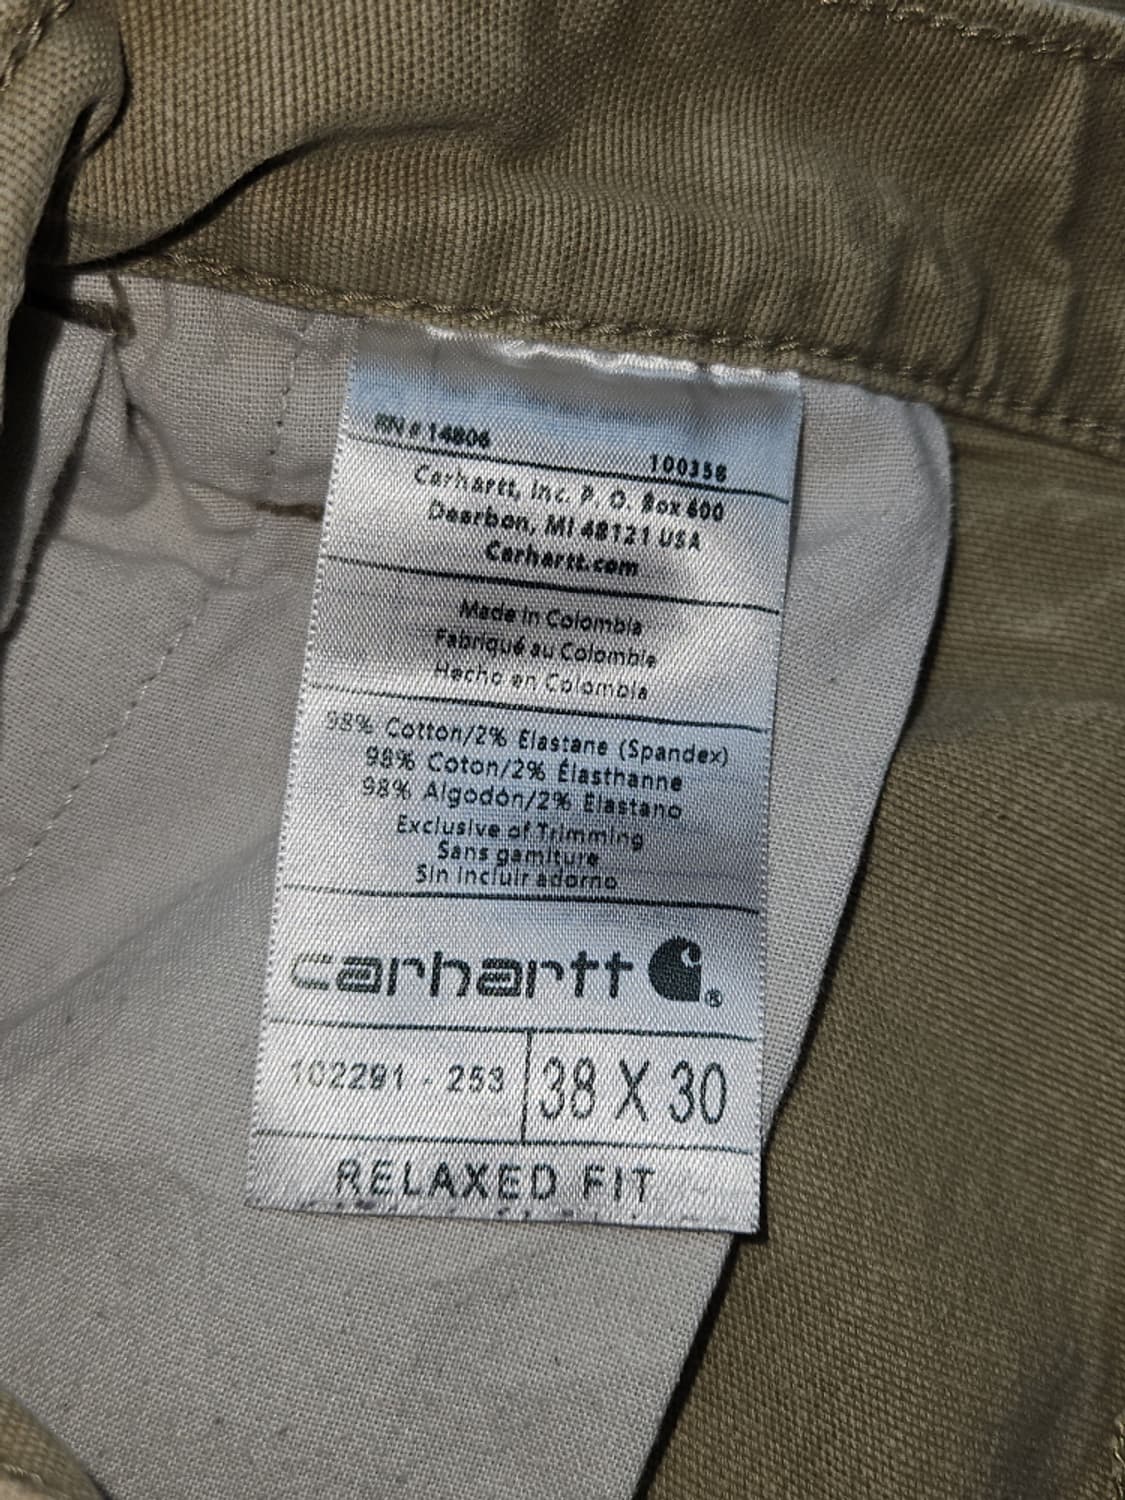 RN # 14806
100358
Carhartt, Inc. P. O. Box 600
Dearbon, MI 48121 USA
Carhartt.com
Made in Colombia
Fabriqué au Colombie
Hecho en Colombia
98% Cotton/2% Elastane (Spandex)
98% Coton/2% Élasthanne
98% Algodón/2% Elastano
Exclusive of Trimming
Sans garniture
Sin incluir adorno
carhartt ®
102291 - 253
38 X 30
RELAXED FIT